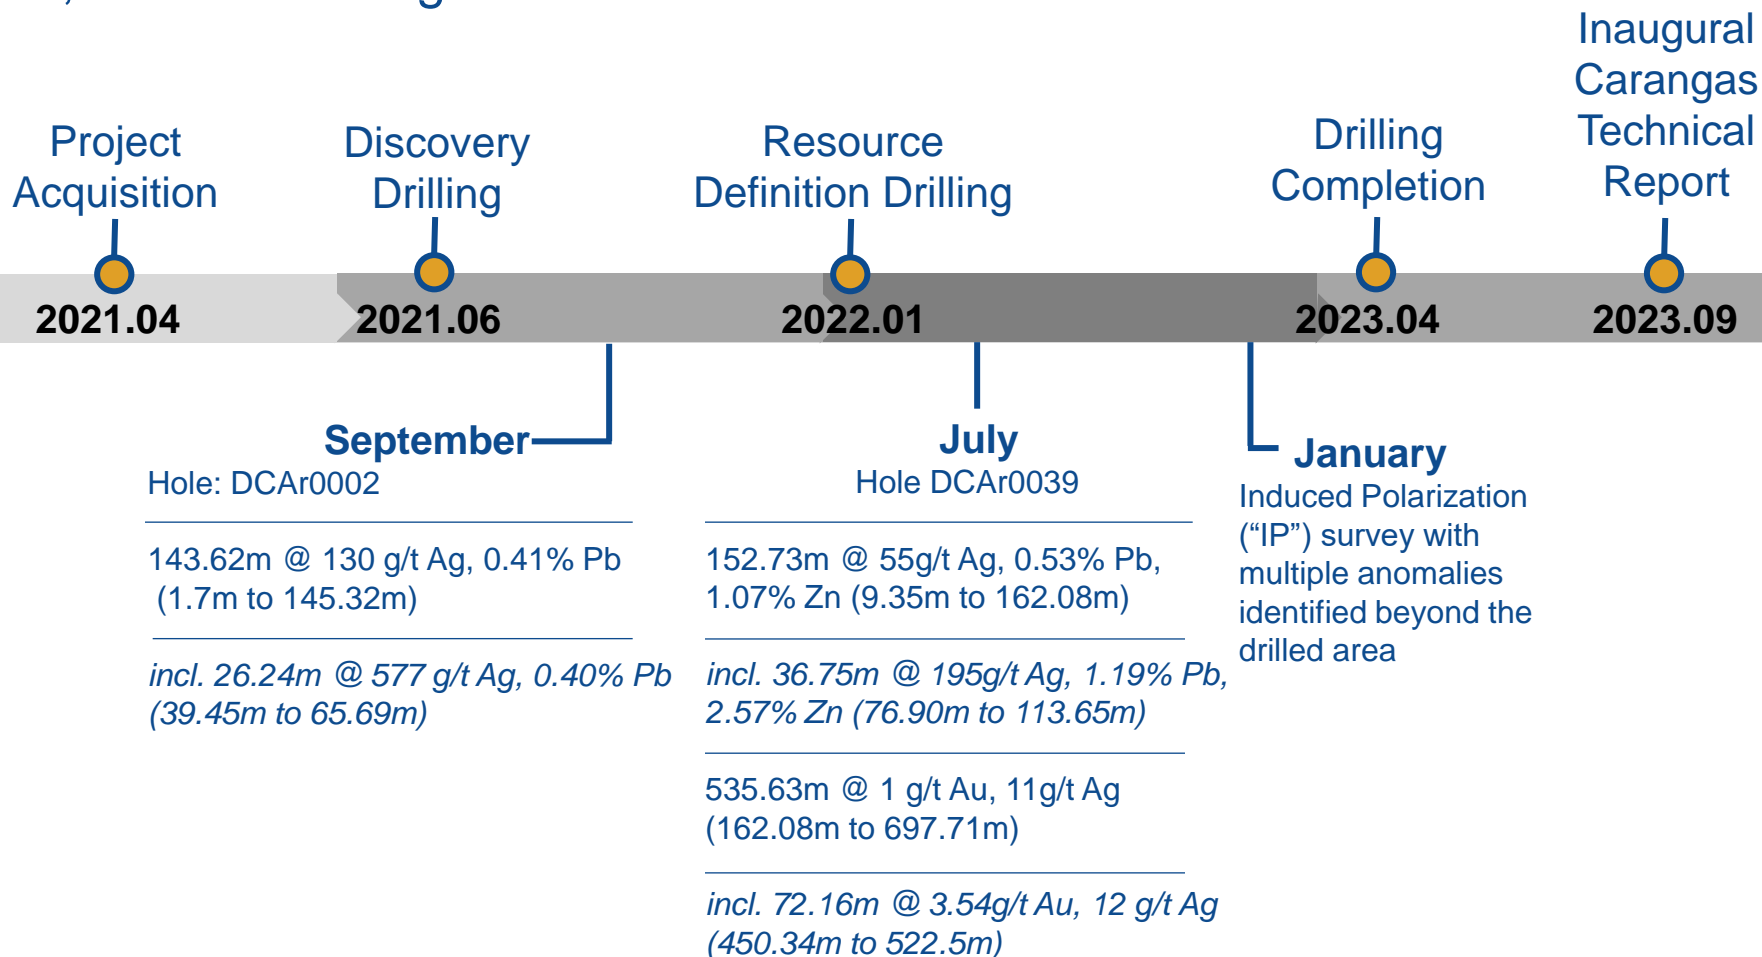 Project
Acquisition
Discovery
Drilling
Resource
Definition Drilling
Drilling
Completion
Inaugural
Carangas
Technical
Report
2021.04
2021.06
2022.01
2023.04
2023.09
September
Hole: DCAr0002
143.62m @ 130 g/t Ag, 0.41% Pb
(1.7m to 145.32m)
incl. 26.24m @ 577 g/t Ag, 0.40% Pb
(39.45m to 65.69m)
July
Hole DCAr0039
152.73m @ 55g/t Ag, 0.53% Pb,
1.07% Zn (9.35m to 162.08m)
incl. 36.75m @ 195g/t Ag, 1.19% Pb,
2.57% Zn (76.90m to 113.65m)
535.63m @ 1 g/t Au, 11g/t Ag
(162.08m to 697.71m)
incl. 72.16m @ 3.54g/t Au, 12 g/t Ag
(450.34m to 522.5m)
January
Induced Polarization
(“IP”) survey with
multiple anomalies
identified beyond the
drilled area